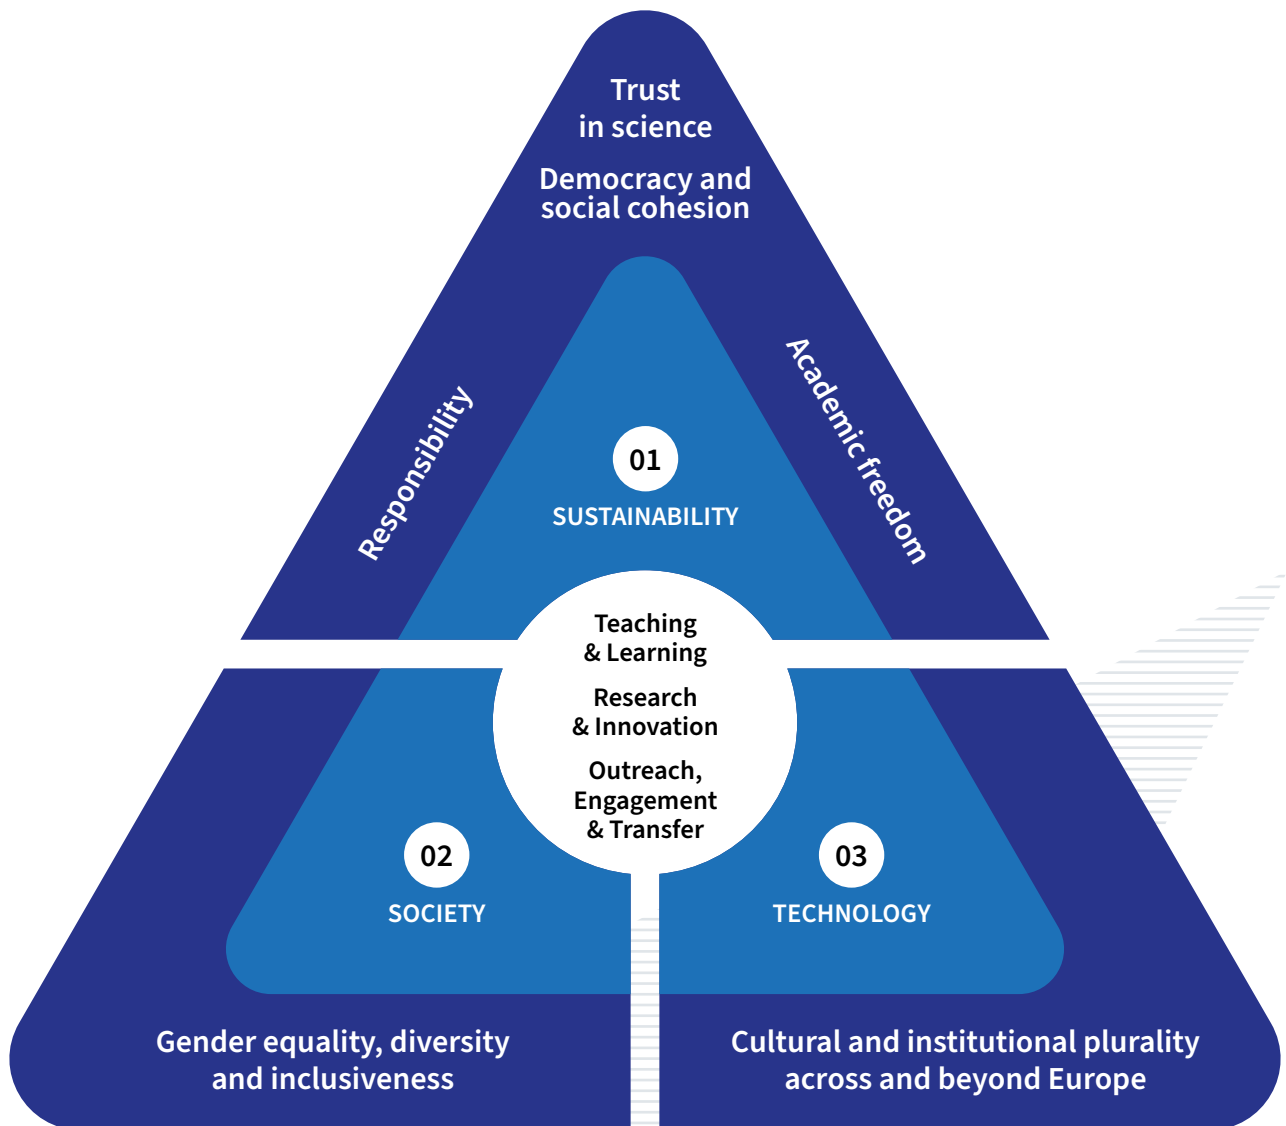 Trust
in science
Democracy and
social cohesion
Responsibility
Academic freedom
01
SUSTAINABILITY
Teaching
& Learning
Research
& Innovation
Outreach,
Engagement
& Transfer
02
SOCIETY
03
TECHNOLOGY
Gender equality, diversity
and inclusiveness
Cultural and institutional plurality
across and beyond Europe